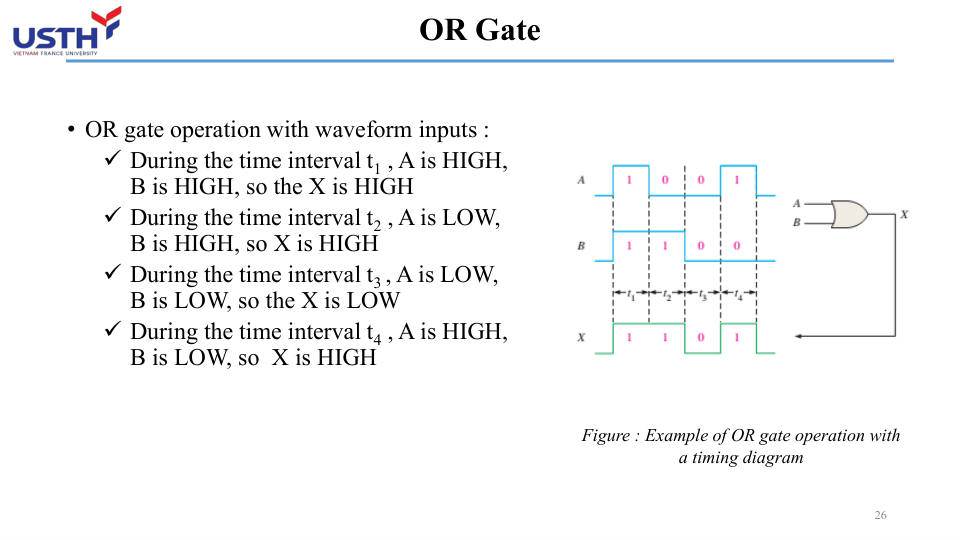 USTH
VIETNAM FRANCE UNIVERSITY
OR Gate
• OR gate operation with waveform inputs :
✓ During the time interval t₁ , A is HIGH,
B is HIGH, so the X is HIGH
✓ During the time interval t₂ , A is LOW,
B is HIGH, so X is HIGH
✓ During the time interval t₃ , A is LOW,
B is LOW, so the X is LOW
✓ During the time interval t₄ , A is HIGH,
B is LOW, so  X is HIGH
A 1 0 0 1
B 1 1 0 0
t₁ t₂ t₃ t₄
X 1 1 0 1
A
B
X
Figure : Example of OR gate operation with
a timing diagram
26